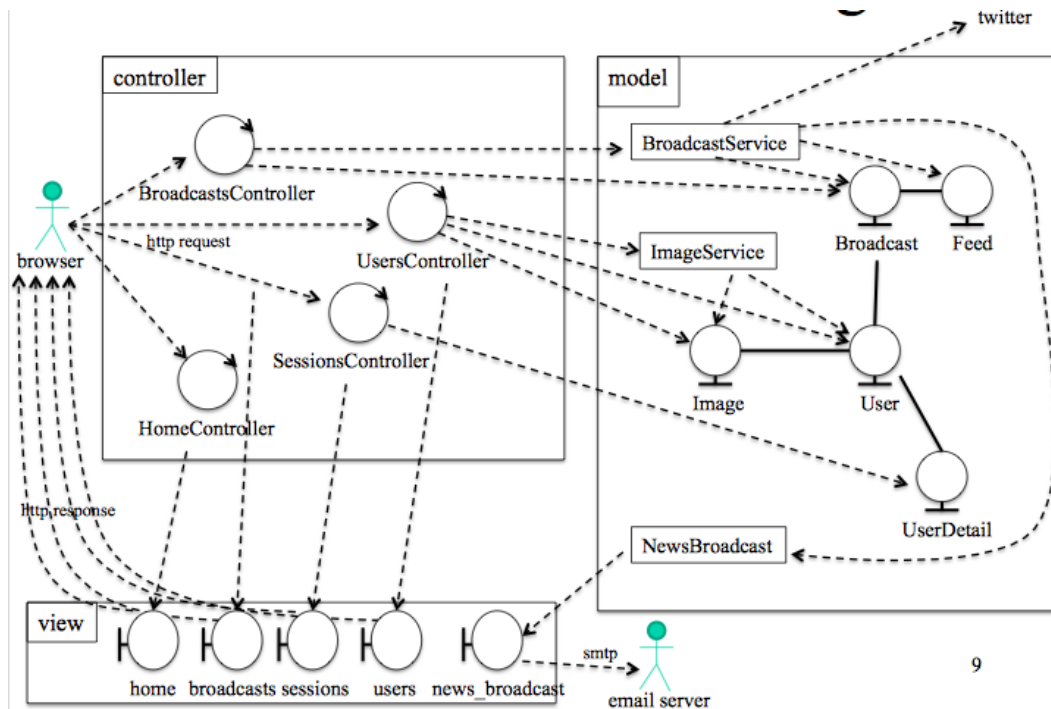 twitter
controller
model
BroadcastService
BroadcastsController
http request
browser
UsersController
ImageService
Broadcast
Feed
SessionsController
Image
User
HomeController
http response
UserDetail
NewsBroadcast
view
smtp
9
home
broadcasts
sessions
users
news_broadcast
email server